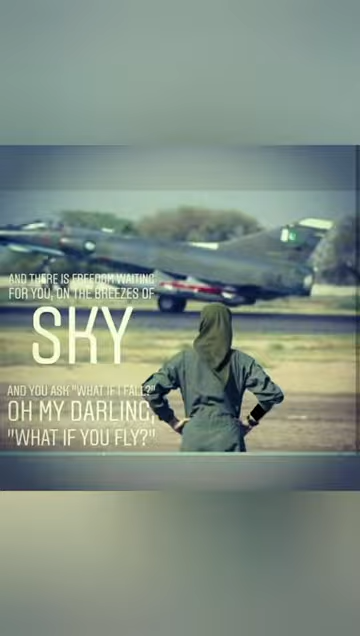 AND THERE IS FREEDOM WAITING
FOR YOU, ON THE BREEZES OF
SKY
AND YOU ASK "WHAT IF I FALL?"
OH MY DARLING,
"WHAT IF YOU FLY?"